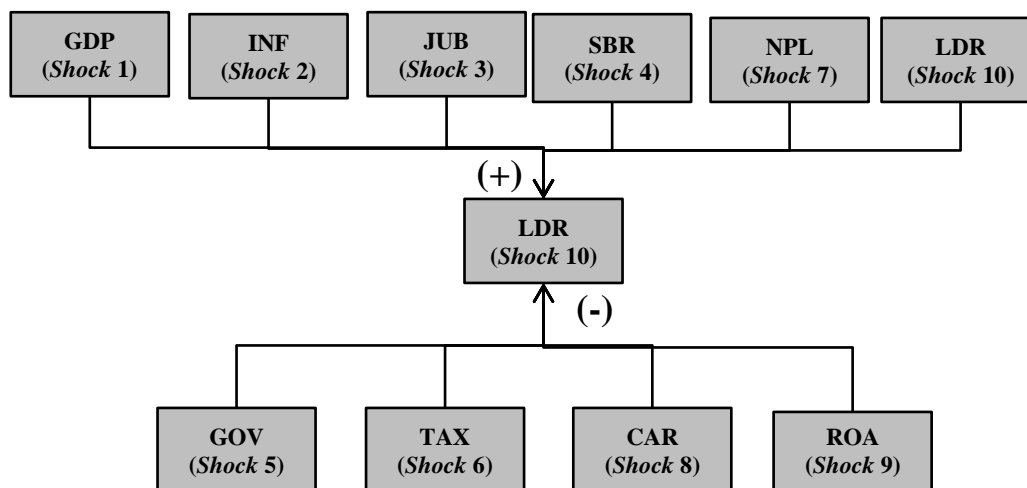 GDP
(Shock 1)
INF
(Shock 2)
JUB
(Shock 3)
SBR
(Shock 4)
NPL
(Shock 7)
LDR
(Shock 10)
(+)
LDR
(Shock 10)
(-)
GOV
(Shock 5)
TAX
(Shock 6)
CAR
(Shock 8)
ROA
(Shock 9)